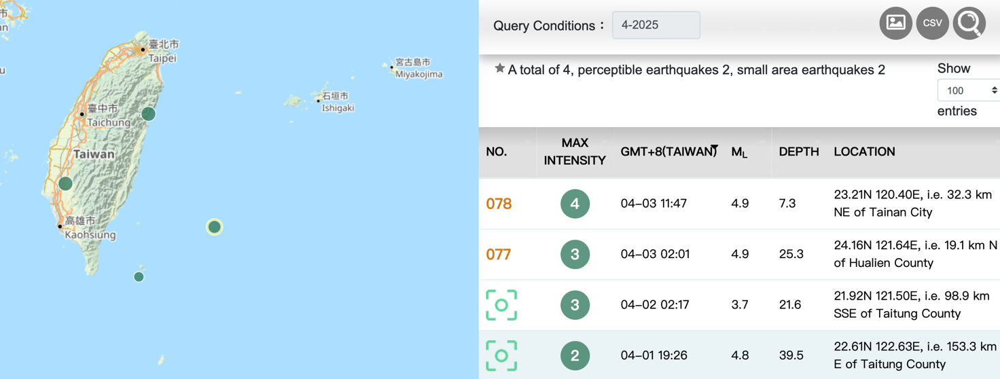 市
an
u
臺北市
Taipei
臺中市
Taichung
Taiwan
高雄市
Kaohsiung
宮古島市
Miyakojima
石垣市
Ishigaki
Query Conditions： 4-2025
CSV
★ A total of 4, perceptible earthquakes 2, small area earthquakes 2
Show
100
entries
NO. MAX INTENSITY GMT+8(TAIWAN) ML DEPTH LOCATION
078 4 04-03 11:47 4.9 7.3 23.21N 120.40E, i.e. 32.3 km
NE of Tainan City
077 3 04-03 02:01 4.9 25.3 24.16N 121.64E, i.e. 19.1 km N
of Hualien County
3 04-02 02:17 3.7 21.6 21.92N 121.50E, i.e. 98.9 km
SSE of Taitung County
2 04-01 19:26 4.8 39.5 22.61N 122.63E, i.e. 153.3 km
E of Taitung County